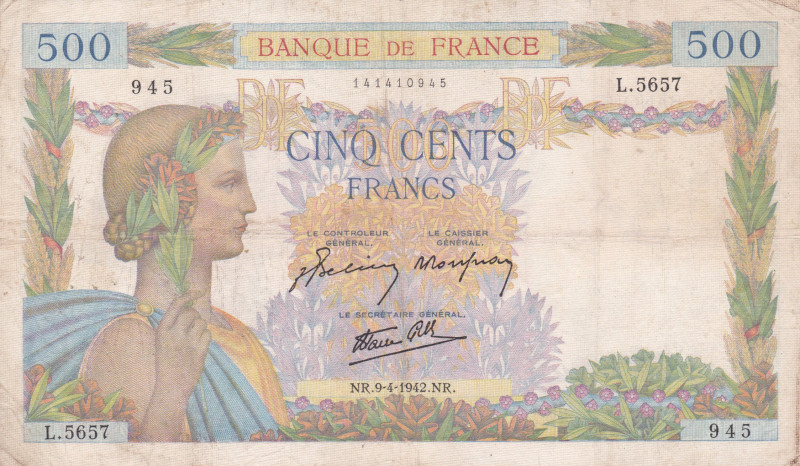 500 BANQUE DE FRANCE 500
945 141410945 L.5657
BDF BDF
CINQ CENTS
FRANCS
LE CONTROLEUR LE CAISSIER
GÉNÉRAL. GÉNÉRAL.
LE SECRÉTAIRE GÉNÉRAL.
NR.9-4-1942.NR.
L.5657 945